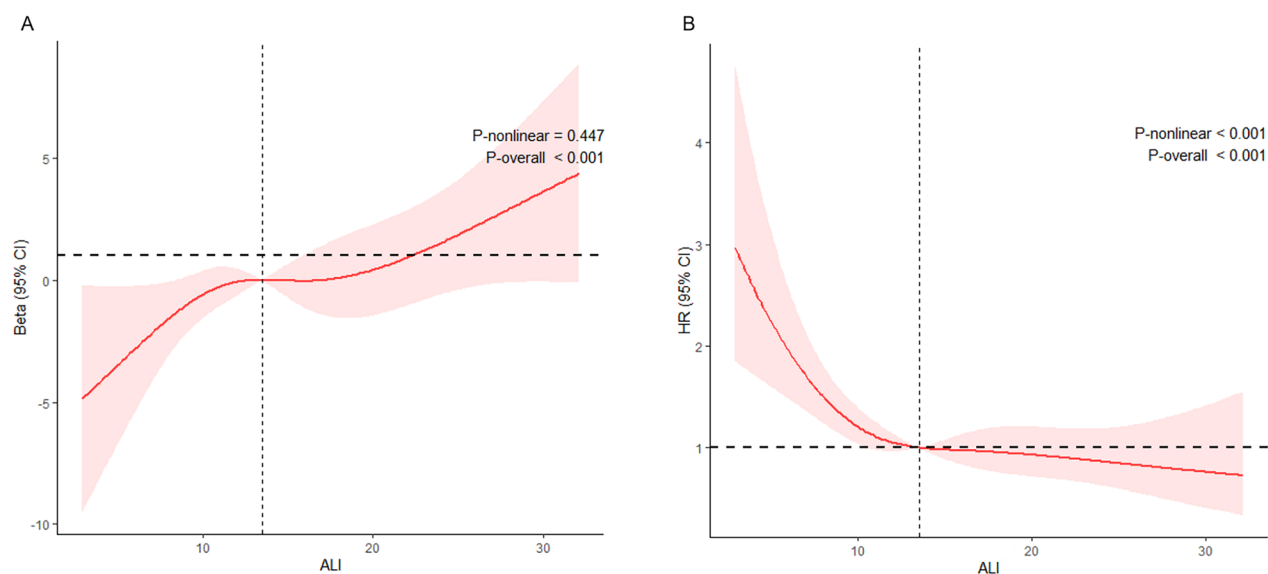 A
Beta (95% CI)
5
0
-5
-10
P-nonlinear = 0.447
P-overall < 0.001
10 20 30
ALI
B
HR (95% CI)
4
3
2
1
P-nonlinear < 0.001
P-overall < 0.001
10 20 30
ALI